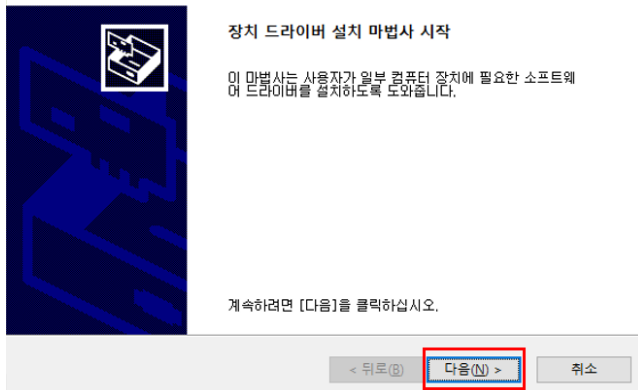 장치 드라이버 설치 마법사 시작
이 마법사는 사용자가 일부 컴퓨터 장치에 필요한 소프트웨
어 드라이버를 설치하도록 도와줍니다.
계속하려면 [다음]을 클릭하십시오.
< 뒤로(B) 다음(N) > 취소